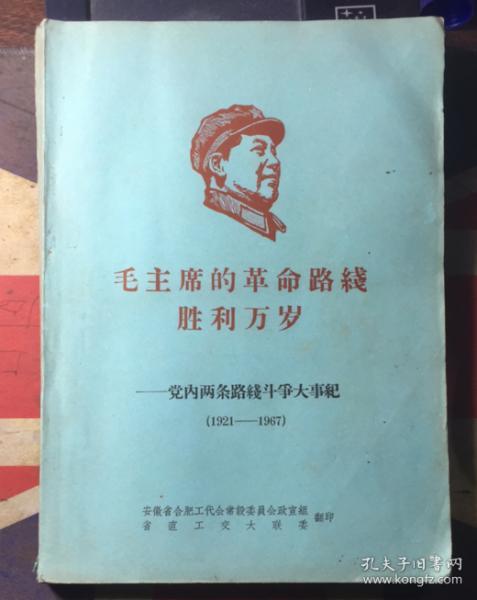 毛主席的革命路綫
胜利万岁
——党内两条路綫斗爭大事紀
(1921——1967)
安徽省合肥工代会常設委員会政宣組
省直工交大联委
翻印
孔夫子旧书网
www.kongfz.com